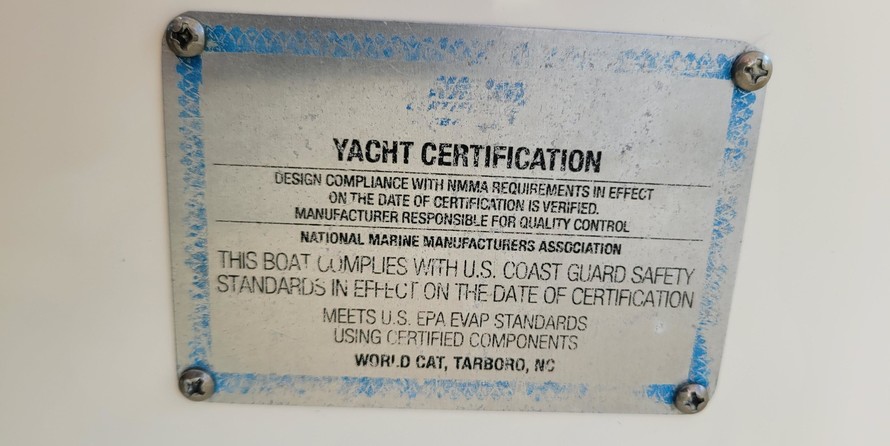 YACHT CERTIFICATION
DESIGN COMPLIANCE WITH NMMA REQUIREMENTS IN EFFECT
ON THE DATE OF CERTIFICATION IS VERIFIED.
MANUFACTURER RESPONSIBLE FOR QUALITY CONTROL
NATIONAL MARINE MANUFACTURERS ASSOCIATION
THIS BOAT COMPLIES WITH U.S. COAST GUARD SAFETY
STANDARDS IN EFFECT ON THE DATE OF CERTIFICATION
MEETS U.S. EPA EVAP STANDARDS
USING CERTIFIED COMPONENTS
WORLD CAT, TARBORO, NC